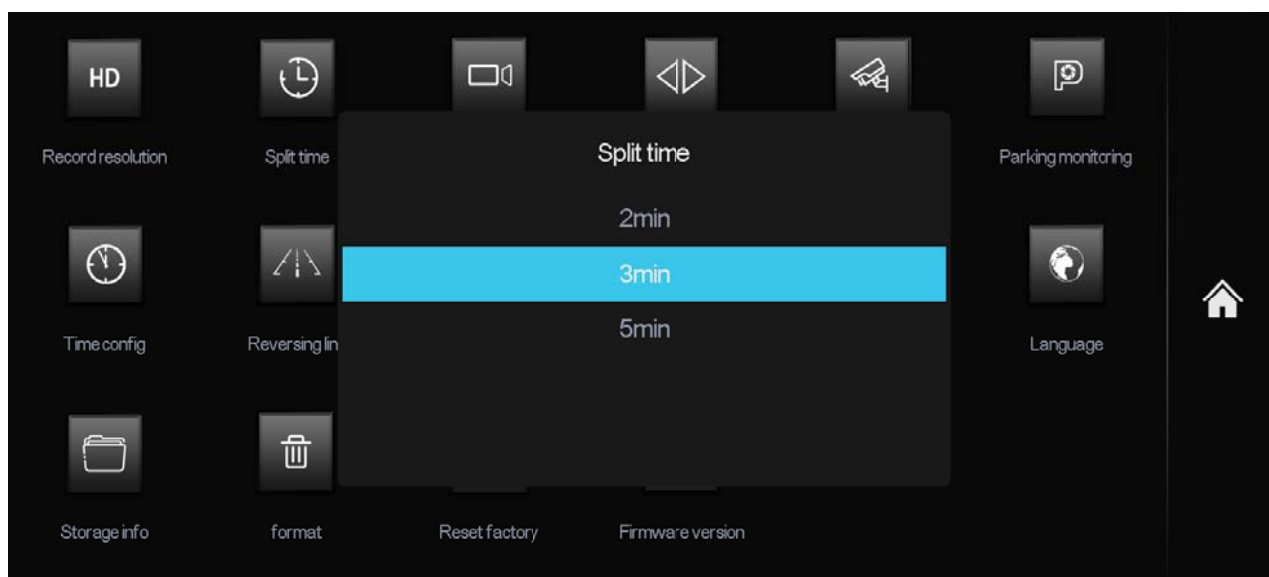 HD
Record resolution
Split time
Parking monitoring
Split time
2min
3min
5min
Time config
Reversing lin
Language
Storage info
format
Reset factory
Firmware version